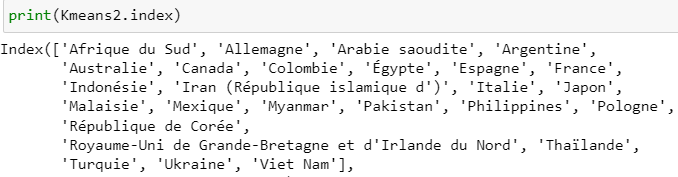 print(Kmeans2.index)
Index(['Afrique du Sud', 'Allemagne', 'Arabie saoudite', 'Argentine',
'Australie', 'Canada', 'Colombie', 'Égypte', 'Espagne', 'France',
'Indonésie', 'Iran (République islamique d')', 'Italie', 'Japon',
'Malaisie', 'Mexique', 'Myanmar', 'Pakistan', 'Philippines', 'Pologne',
'République de Corée',
'Royaume-Uni de Grande-Bretagne et d'Irlande du Nord', 'Thaïlande',
'Turquie', 'Ukraine', 'Viet Nam'],